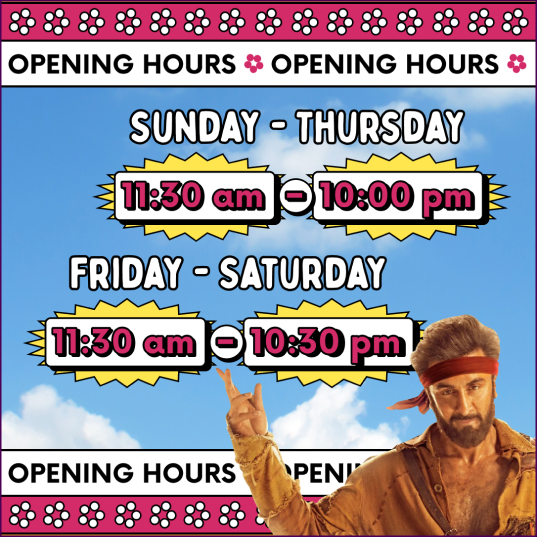 OPENING HOURS OPENING HOURS
SUNDAY - THURSDAY
11:30 am - 10:00 pm
FRIDAY - SATURDAY
11:30 am - 10:30 pm
OPENING HOURS OPENI